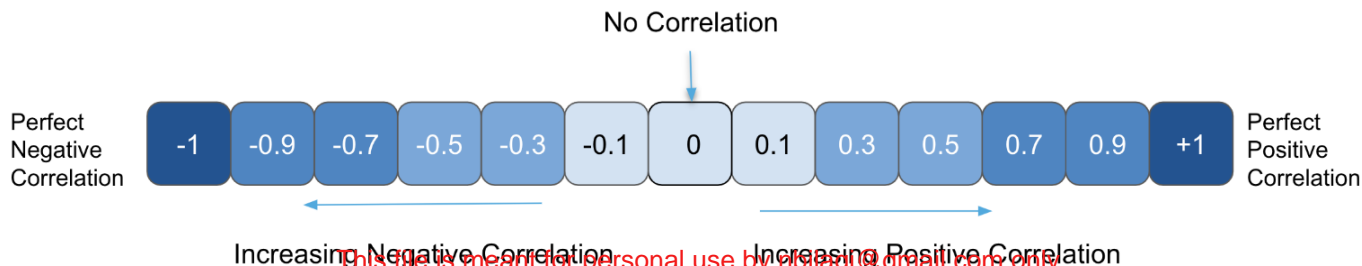 No Correlation
Perfect
Negative
Correlation
-1 -0.9 -0.7 -0.5 -0.3 -0.1 0 0.1 0.3 0.5 0.7 0.9 +1
Perfect
Positive
Correlation
Increasing Negative Correlation Increasing Positive Correlation
This file is meant for personal use by only